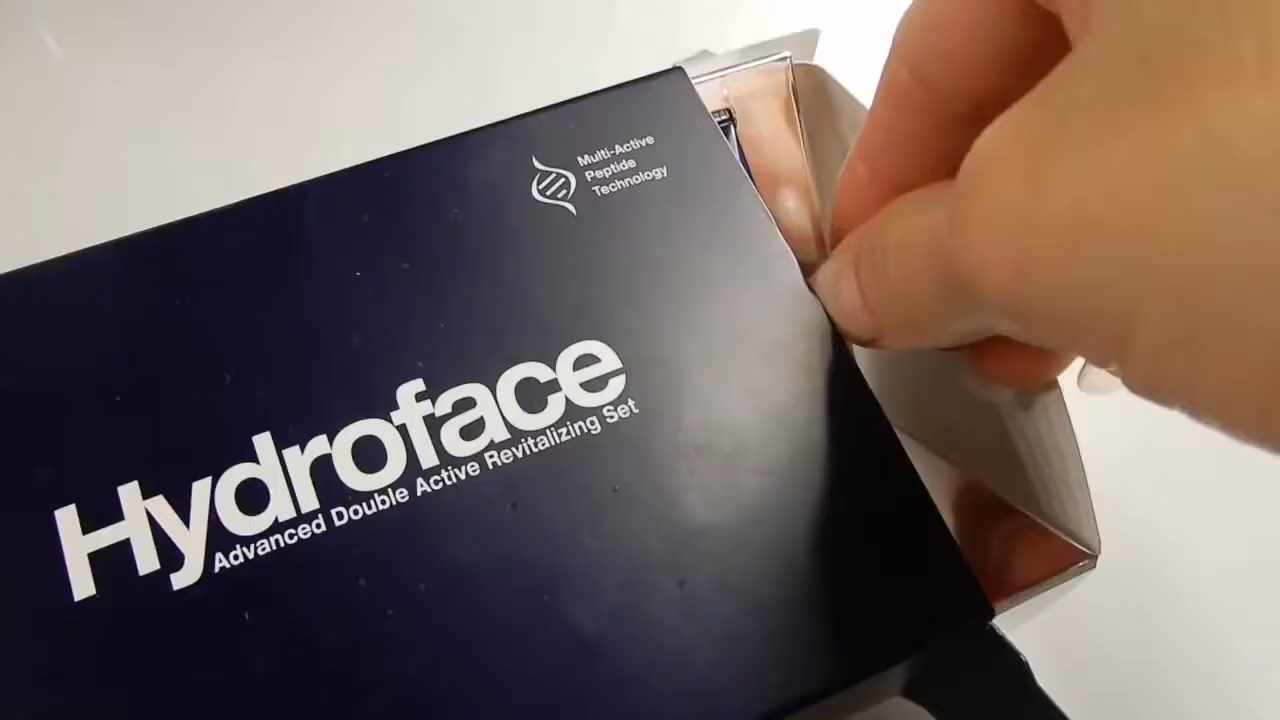 Multi-Active
Peptide
Technology
Hydroface
Advanced Double Active Revitalizing Set